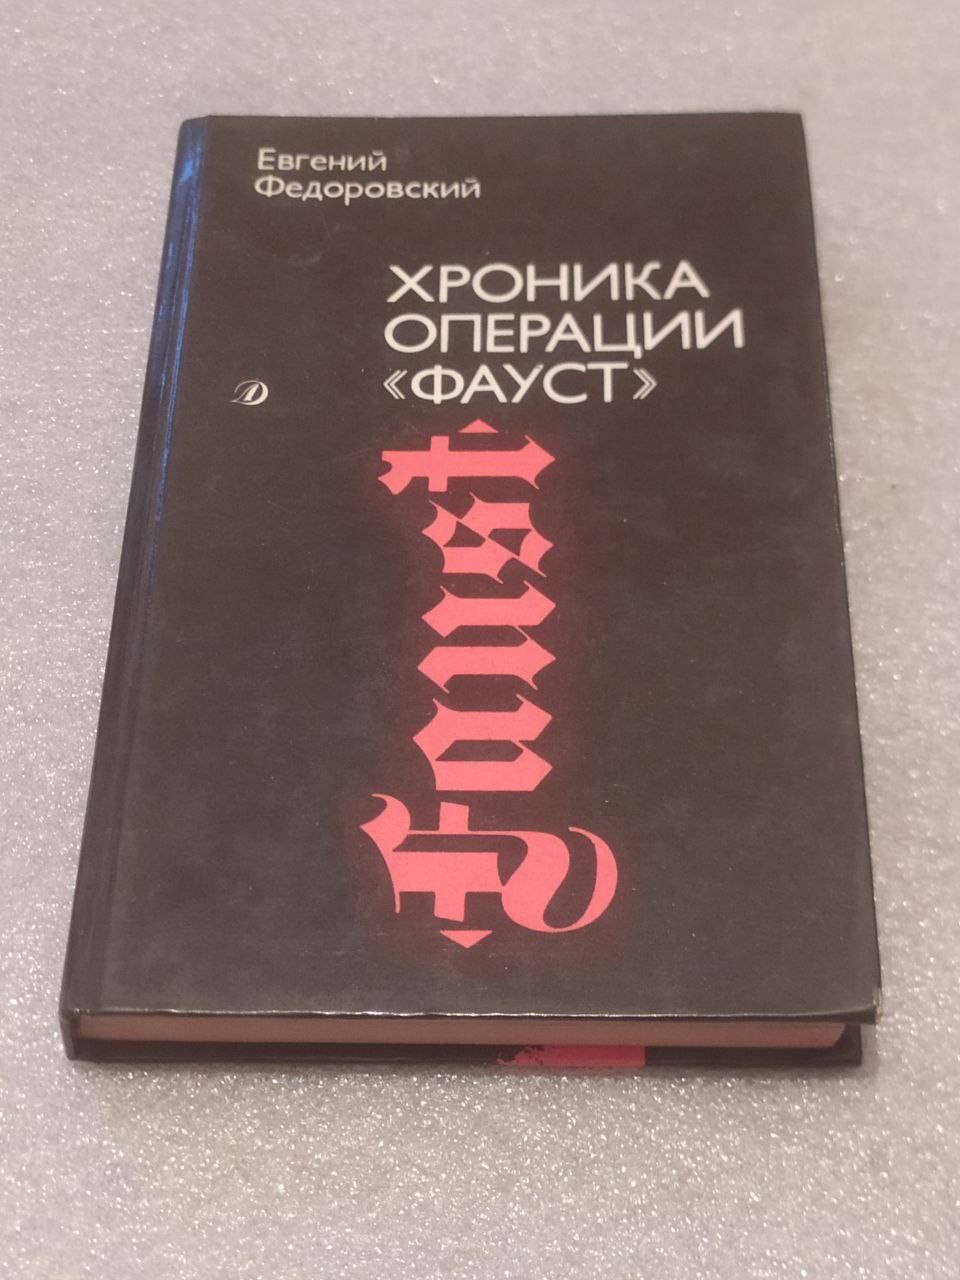 Евгений
Федоровский
ХРОНИКА
ОПЕРАЦИИ
«ФАУСТ»
Д
Faust